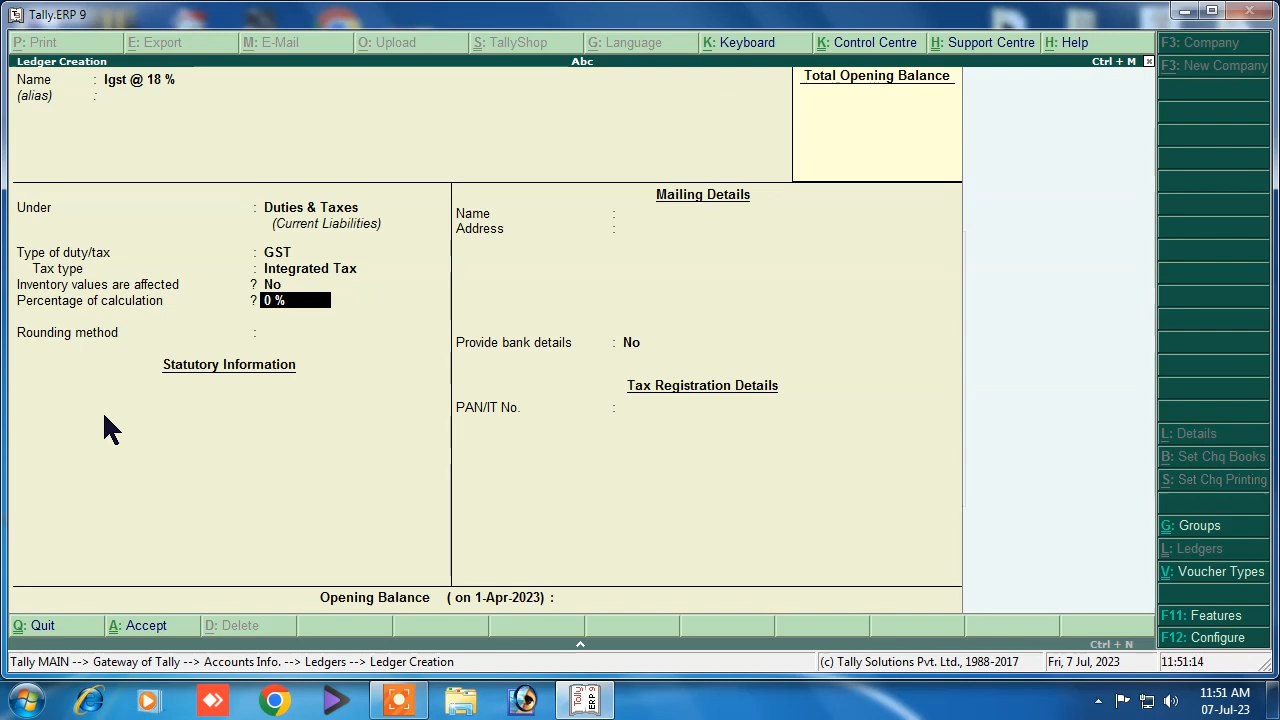 Tally.ERP 9
P: Print E: Export M: E-Mail O: Upload S: TallyShop G: Language K: Keyboard K: Control Centre H: Support Centre H: Help
F3: Company
Ledger Creation Abc Ctrl + M
F3: New Company
Name : Igst @ 18 %
(alias) :
Total Opening Balance
Mailing Details
Under : Duties & Taxes
(Current Liabilities)
Name :
Address :
Type of duty/tax : GST
Tax type : Integrated Tax
Inventory values are affected ? No
Percentage of calculation ? 0 %
Rounding method :
Provide bank details : No
Statutory Information
Tax Registration Details
PAN/IT No. :
L: Details
B: Set Chq Books
S: Set Chq Printing
G: Groups
L: Ledgers
V: Voucher Types
Opening Balance ( on 1-Apr-2023) :
F11: Features
Q: Quit A: Accept D: Delete
F12: Configure
Ctrl + N
Tally MAIN --> Gateway of Tally --> Accounts Info. --> Ledgers --> Ledger Creation (c) Tally Solutions Pvt. Ltd., 1988-2017 Fri, 7 Jul, 2023 11:51:14
Tally
ERP 9
11:51 AM
07-Jul-23